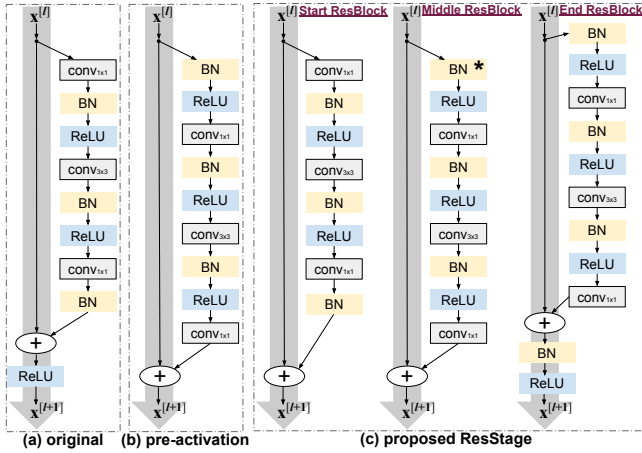 x[l]
conv1x1
BN
ReLU
conv3x3
BN
ReLU
conv1x1
BN
+
ReLU
x[l+1]
(a) original
x[l]
BN
ReLU
conv1x1
BN
ReLU
conv3x3
BN
ReLU
conv1x1
+
x[l+1]
(b) pre-activation
x[l] Start ResBlock
conv1x1
BN
ReLU
conv3x3
BN
ReLU
conv1x1
BN
+
x[l+1]
x[l] Middle ResBlock
BN *
ReLU
conv1x1
BN
ReLU
conv3x3
BN
ReLU
conv1x1
+
x[l+1]
x[l] End ResBlock
BN
ReLU
conv1x1
BN
ReLU
conv3x3
BN
ReLU
conv1x1
+
BN
ReLU
x[l+1]
(c) proposed ResStage